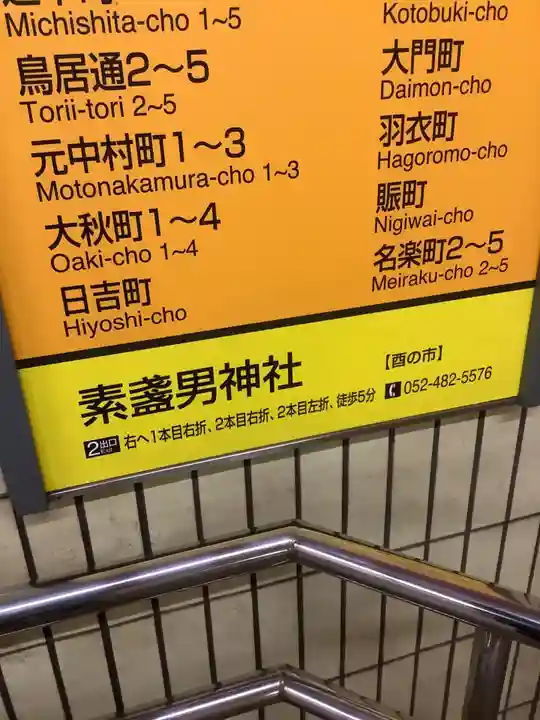 Michishita-cho 1~5
鳥居通2〜5
Torii-tori 2~5
元中村町1〜3
Motonakamura-cho 1~3
大秋町1〜4
Oaki-cho 1~4
日吉町
Hiyoshi-cho
Kotobuki-cho
大門町
Daimon-cho
羽衣町
Hagoromo-cho
賑町
Nigiwai-cho
名楽町2〜5
Meiraku-cho 2~5
素盞男神社
【酉の市】
052-482-5576
2出口 Exit 右へ1本目右折、2本目右折、2本目左折、徒歩5分